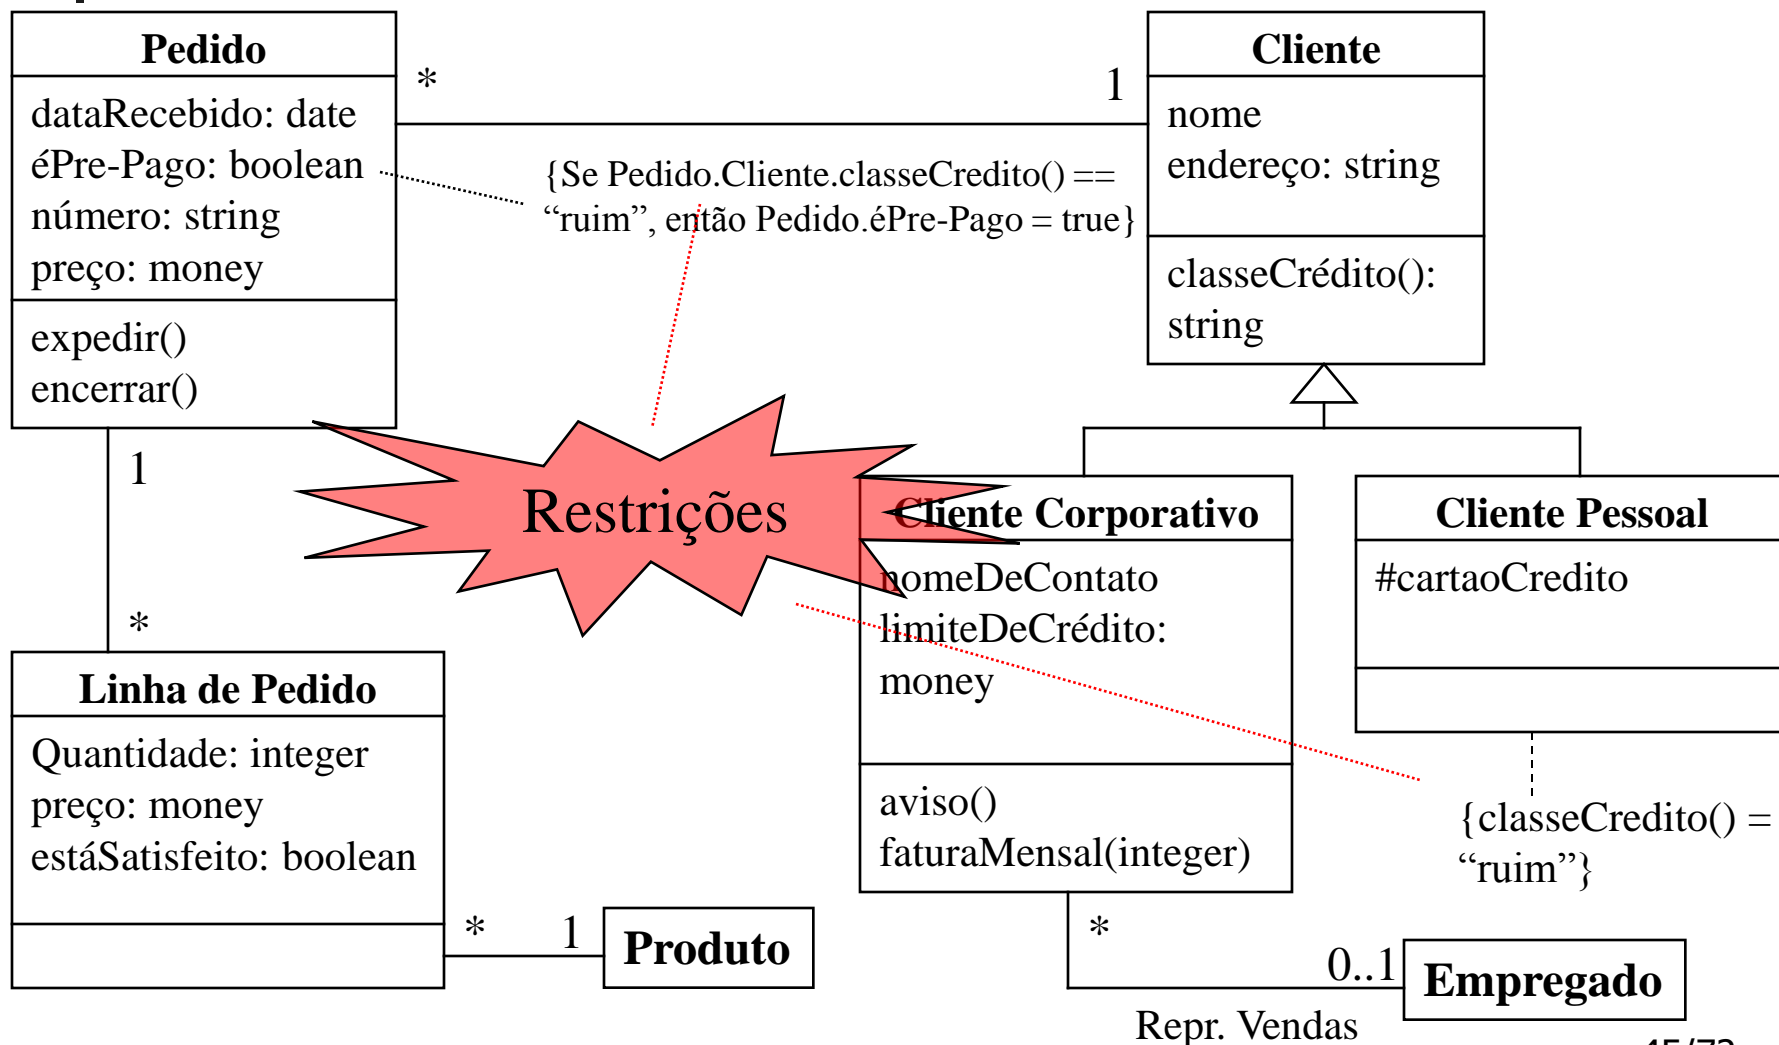 Pedido
dataRecebido: date
éPre-Pago: boolean
número: string
preço: money
expedir()
encerrar()
*
1
{Se Pedido.Cliente.classeCredito() ==
“ruim”, então Pedido.éPre-Pago = true}
Cliente
nome
endereço: string
classeCrédito():
string
1
*
Restrições
Cliente Corporativo
nomeDeContato
limiteDeCrédito:
money
aviso()
faturaMensal(integer)
Cliente Pessoal
#cartaoCredito
{classeCredito() =
“ruim”}
Linha de Pedido
Quantidade: integer
preço: money
estáSatisfeito: boolean
*
1
Produto
*
0..1
Empregado
Repr. Vendas